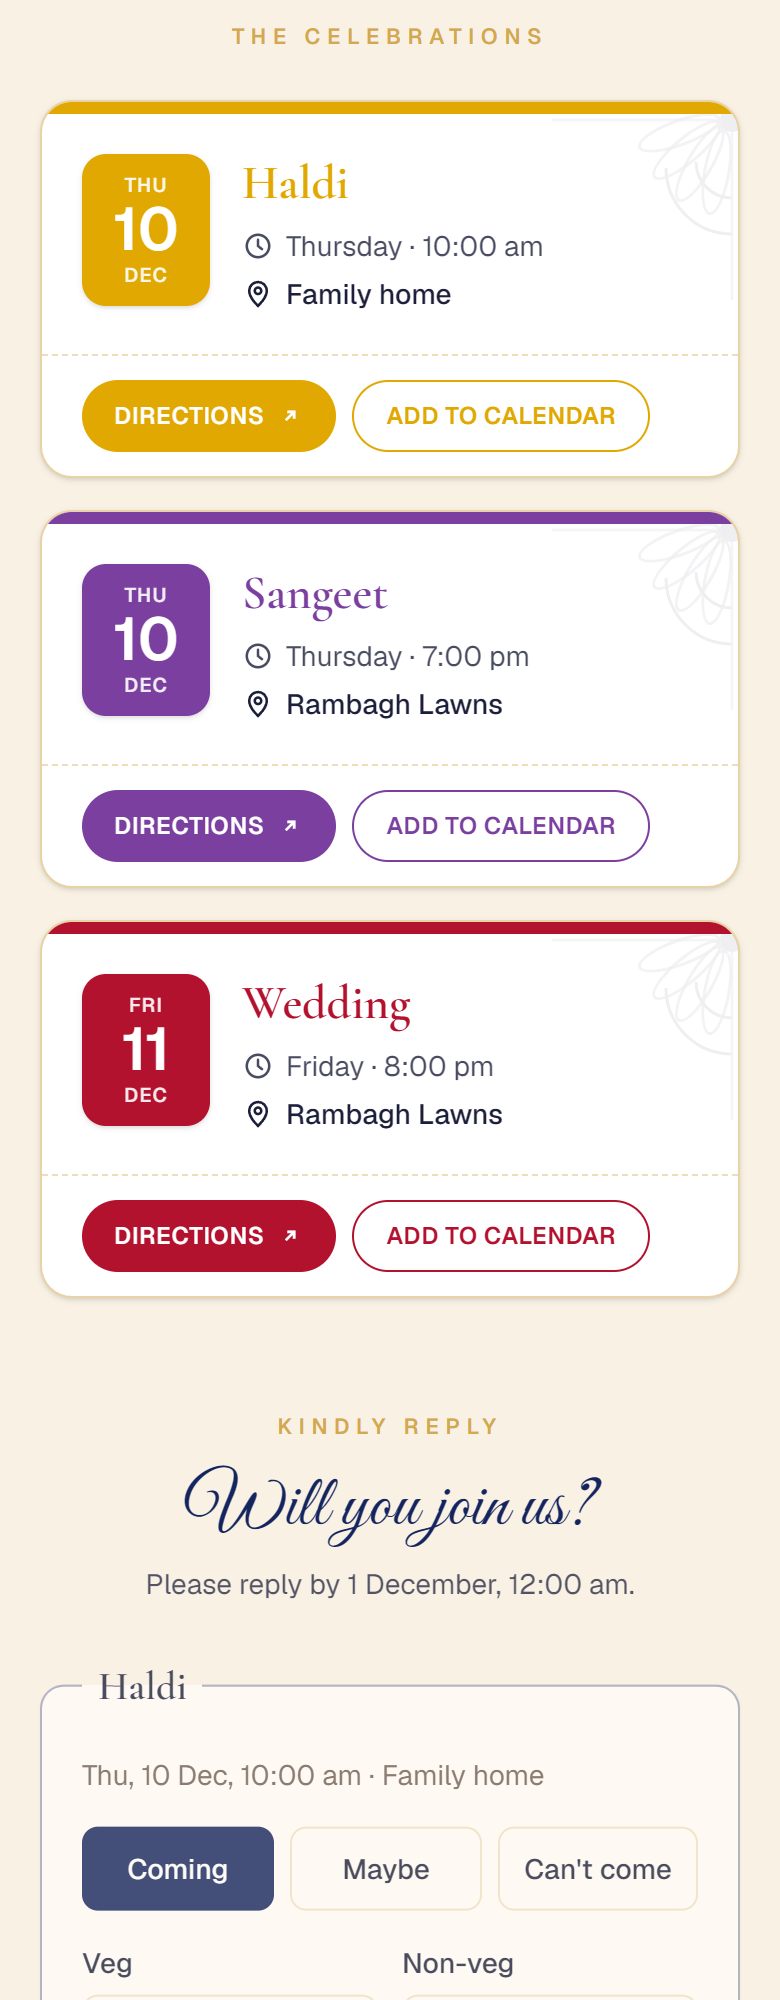 THE CELEBRATIONS
THU
10
DEC
Haldi
Thursday · 10:00 am
Family home
DIRECTIONS
ADD TO CALENDAR
THU
10
DEC
Sangeet
Thursday · 7:00 pm
Rambagh Lawns
DIRECTIONS
ADD TO CALENDAR
FRI
11
DEC
Wedding
Friday · 8:00 pm
Rambagh Lawns
DIRECTIONS
ADD TO CALENDAR
KINDLY REPLY
Will you join us?
Please reply by 1 December, 12:00 am.
Haldi
Thu, 10 Dec, 10:00 am · Family home
Coming
Maybe
Can't come
Veg
Non-veg